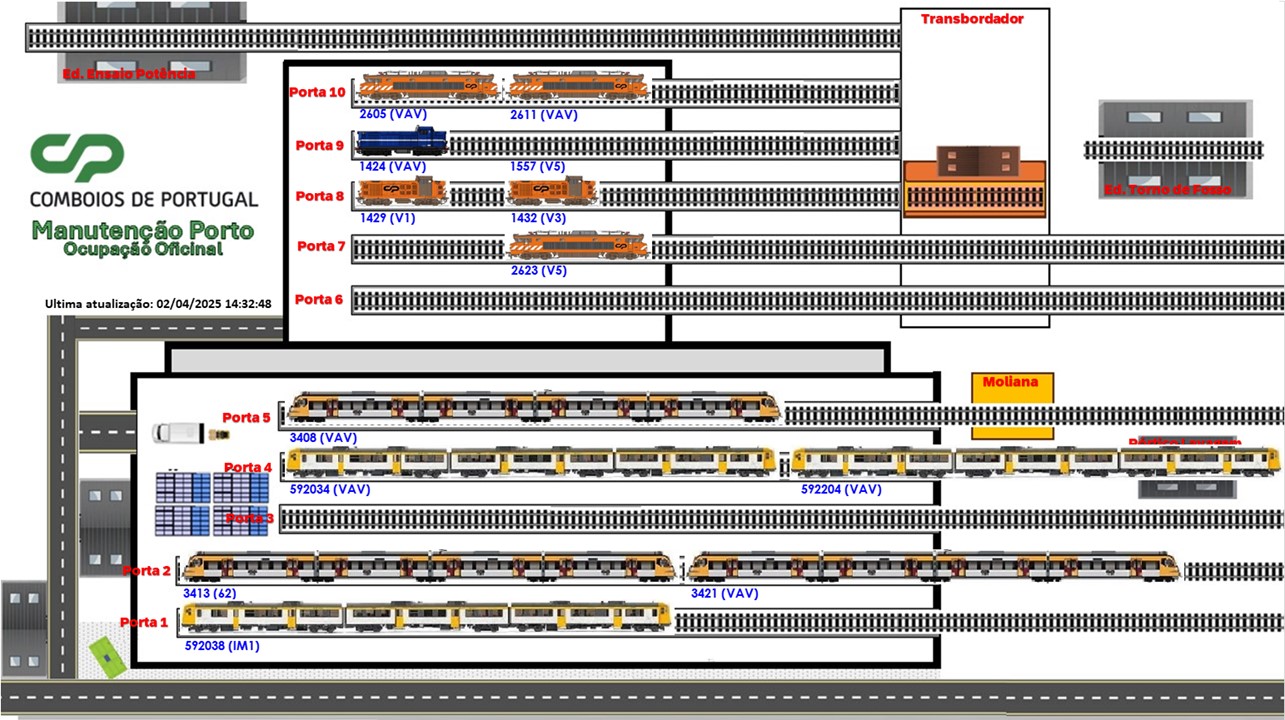 Transbordador
Ed. Ensaio Potência
Porta 10
2605 (VAV)
2611 (VAV)
Porta 9
1424 (VAV)
1557 (V5)
CP
COMBOIOS DE PORTUGAL
Manutenção Porto
Ocupação Oficinal
Porta 8
1429 (V1)
1432 (V3)
Ed. Torno de Fosso
Porta 7
2623 (V5)
Porta 6
Ultima atualização: 02/04/2025 14:32:48
Moliana
Porta 5
3408 (VAV)
Porta 4
592034 (VAV)
592204 (VAV)
Porta 3
Porta 2
3413 (62)
3421 (VAV)
Porta 1
592038 (IM1)